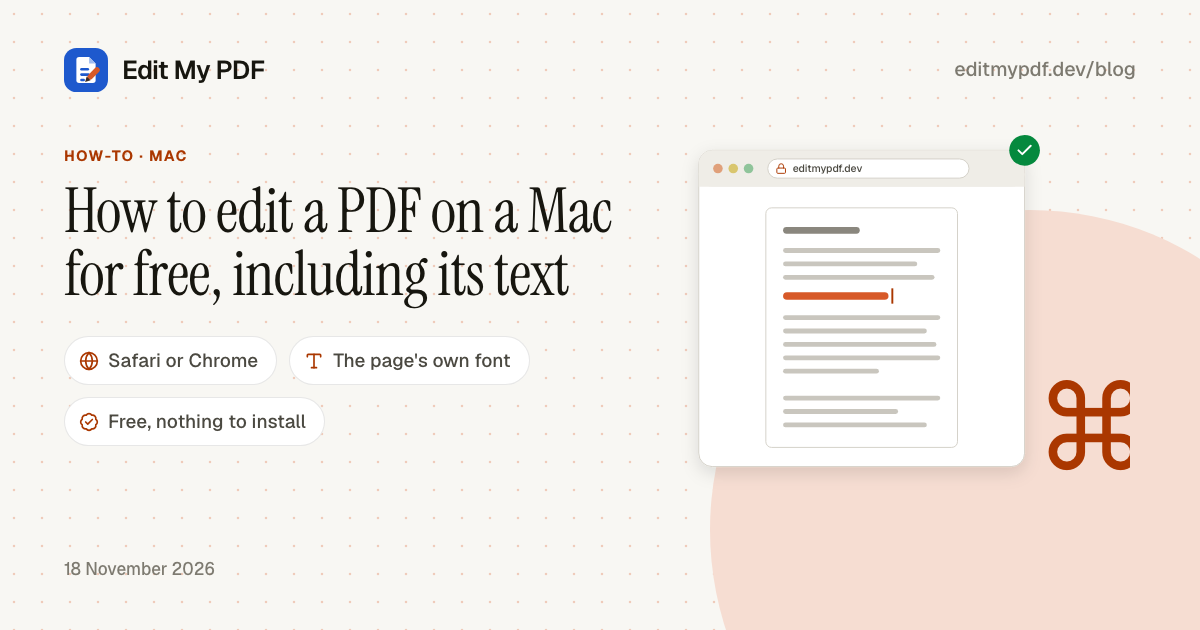 Edit My PDF
editmypdf.dev/blog
HOW-TO · MAC
How to edit a PDF on a Mac
for free, including its text
editmypdf.dev
Safari or Chrome
The page's own font
Free, nothing to install
⌘
18 November 2026